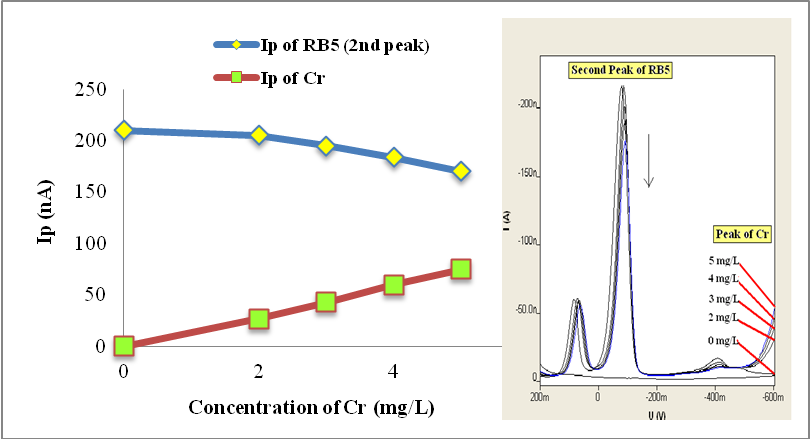 Ip of RB5 (2nd peak)
Ip of Cr
250
200
150
100
50
0
0 2 4
Ip (nA)
Concentration of Cr (mg/L)
Second Peak of RB5
-200n
-150n
-100n
-50.0n
0
I (A)
Peak of Cr
5 mg/L
4 mg/L
3 mg/L
2 mg/L
0 mg/L
200m 0 -200m -400m -600m
U (V)